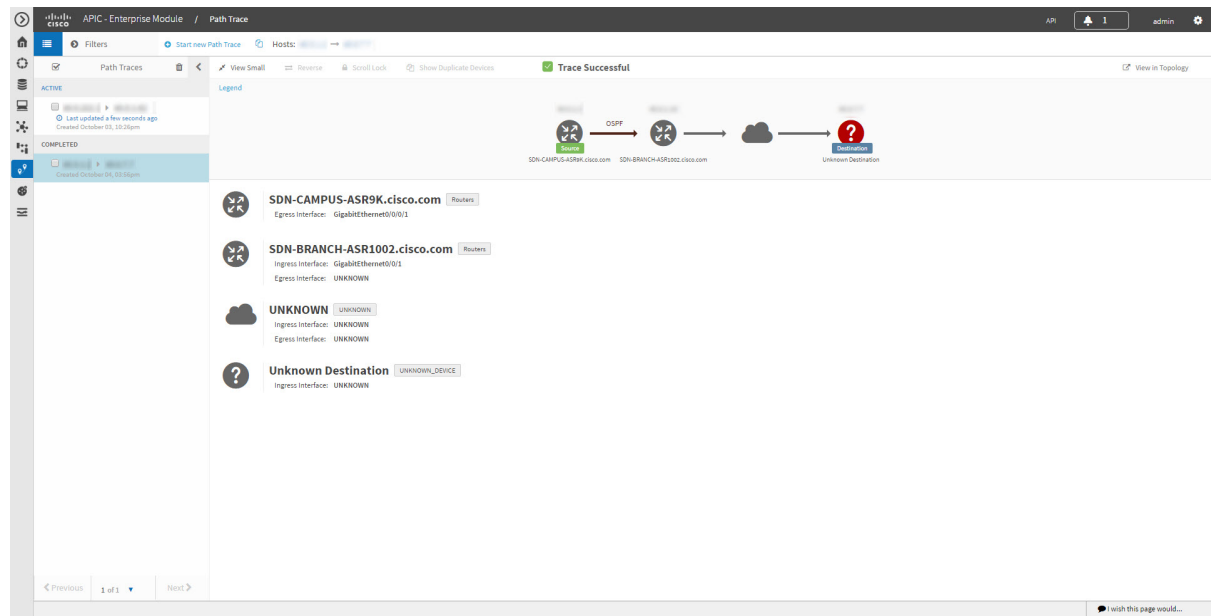 cisco APIC - Enterprise Module / Path Trace API 1 admin
Filters Start new Path Trace Hosts:
Path Traces View Small Reverse Scroll Lock Show Duplicate Devices Trace Successful View in Topology
ACTIVE
Legend
Last updated a few seconds ago
Created October 03, 10:26pm
COMPLETED
Created October 04, 03:56pm
OSPF
Source
Destination
SDN-CAMPUS-ASR9K.cisco.com SDN-BRANCH-ASR1002.cisco.com Unknown Destination
SDN-CAMPUS-ASR9K.cisco.com Routers
Egress Interface: GigabitEthernet0/0/0/1
SDN-BRANCH-ASR1002.cisco.com Routers
Ingress Interface: GigabitEthernet0/0/1
Egress Interface: UNKNOWN
UNKNOWN UNKNOWN
Ingress Interface: UNKNOWN
Egress Interface: UNKNOWN
Unknown Destination UNKNOWN_DEVICE
Ingress Interface: UNKNOWN
Previous 1 of 1 Next
I wish this page would...